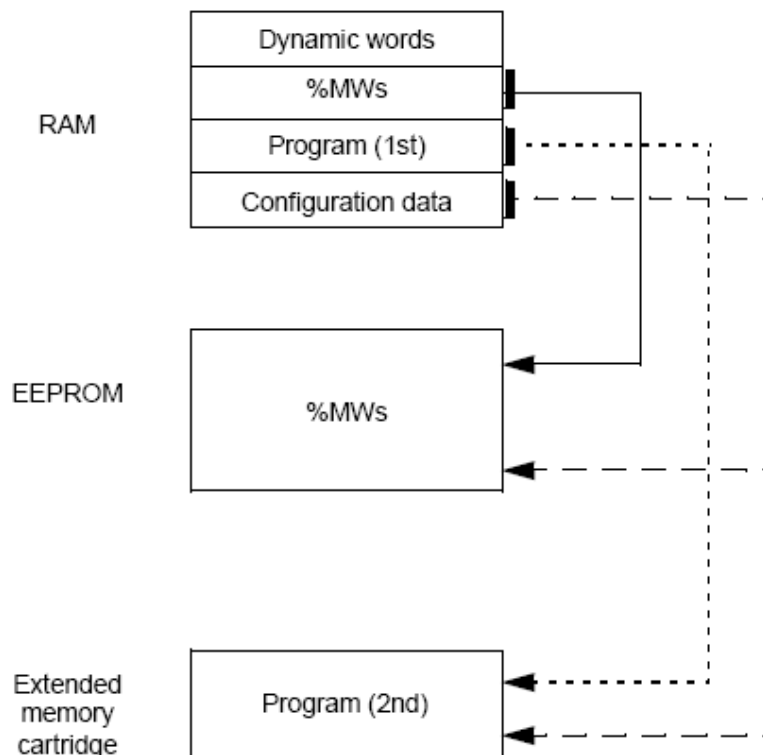 Dynamic words
%MWs
RAM
Program (1st)
Configuration data
EEPROM
%MWs
Extended
memory
cartridge
Program (2nd)